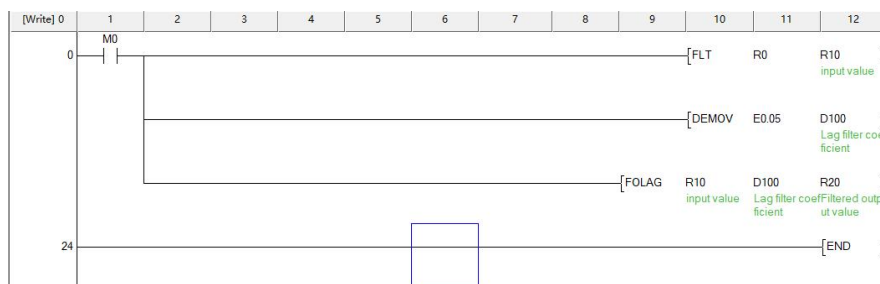 [Write] 0 1 2 3 4 5 6 7 8 9 10 11 12
M0
0 FLT R0 R10
input value
DEMOV E0.05 D100
Lag filter coe
ficient
FOLAG R10 D100 R20
input value Lag filter coefFiltered outp
ficient ut value
24 END